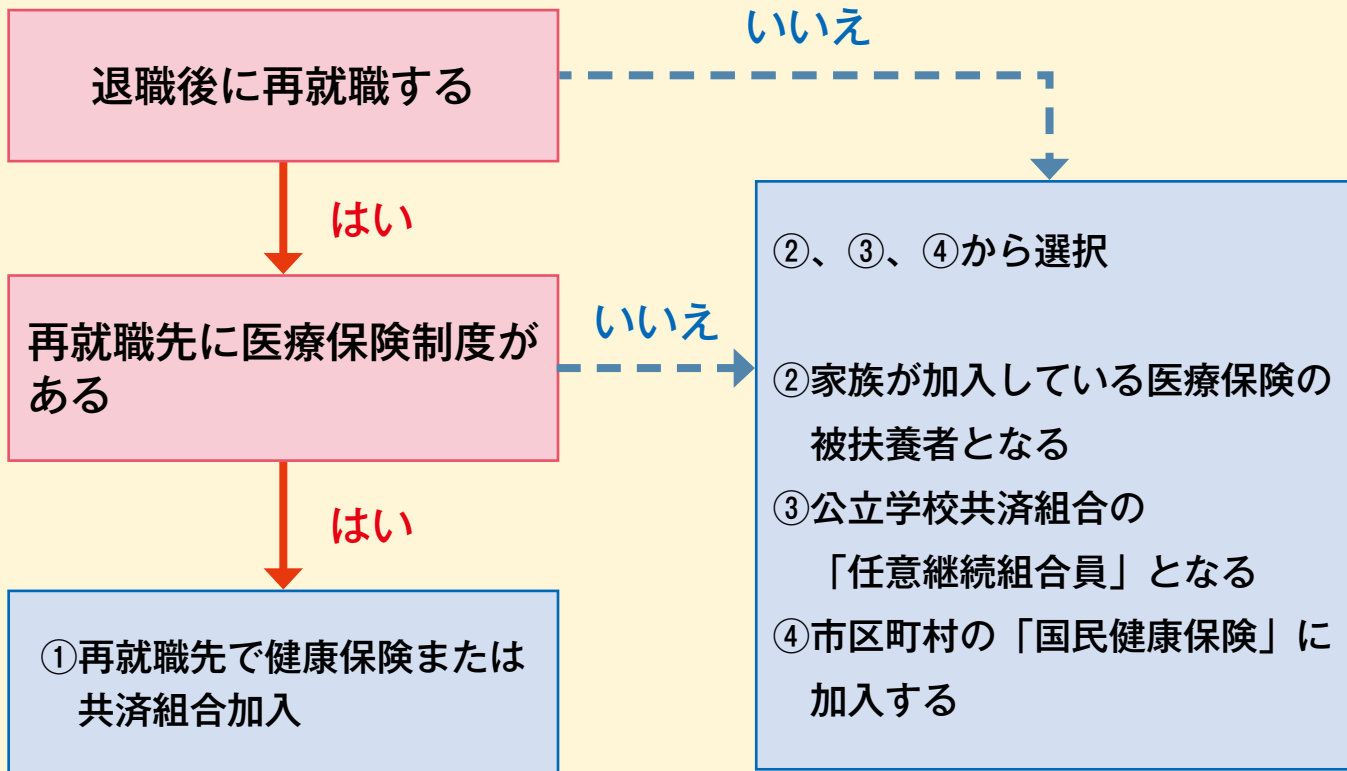 退職後に再就職する
いいえ
はい
再就職先に医療保険制度が
ある
いいえ
はい
①再就職先で健康保険または
共済組合加入
②、③、④から選択
②家族が加入している医療保険の
被扶養者となる
③公立学校共済組合の
「任意継続組合員」となる
④市区町村の「国民健康保険」に
加入する